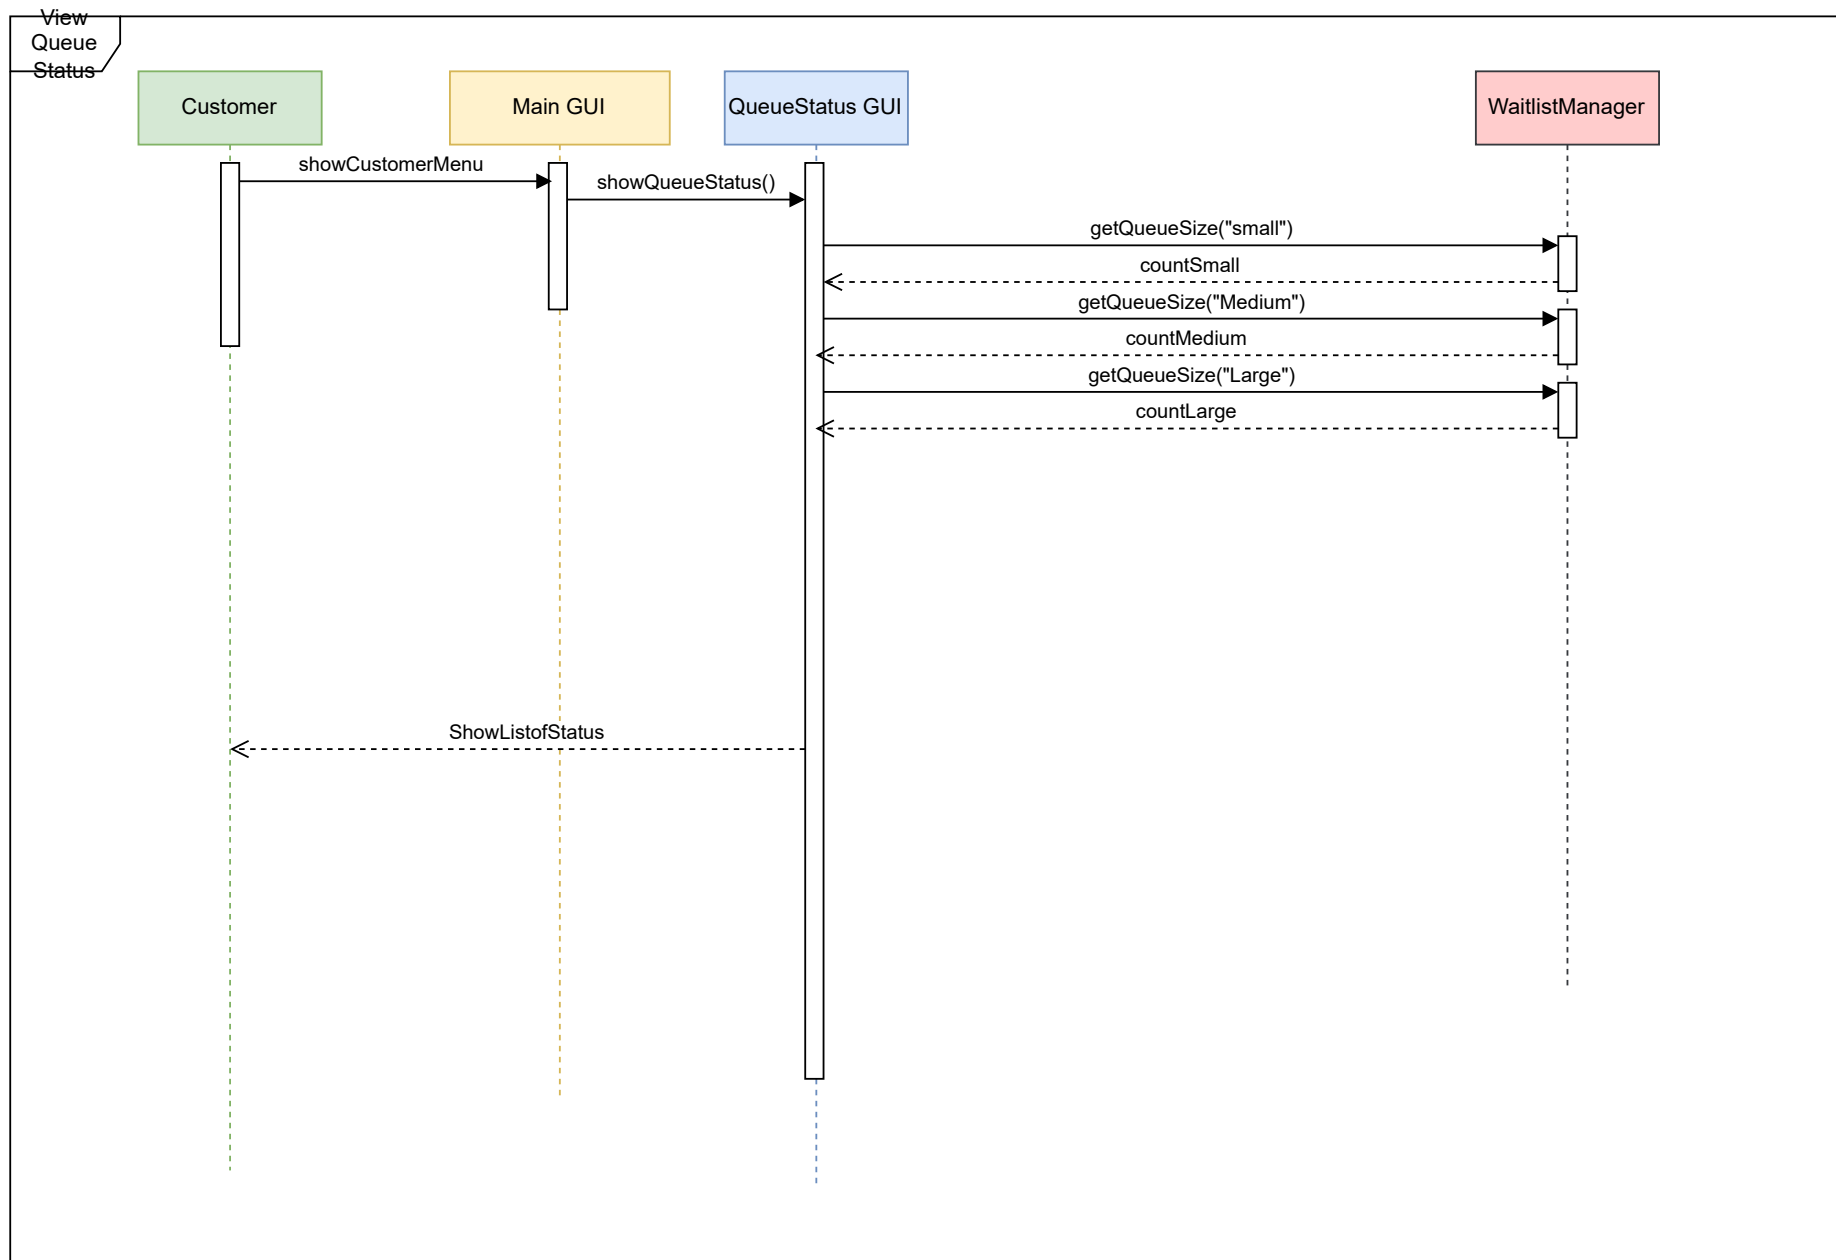 View
Queue
Status
Customer
Main GUI
QueueStatus GUI
WaitlistManager
showCustomerMenu
showQueueStatus()
getQueueSize("small")
countSmall
getQueueSize("Medium")
countMedium
getQueueSize("Large")
countLarge
ShowListofStatus